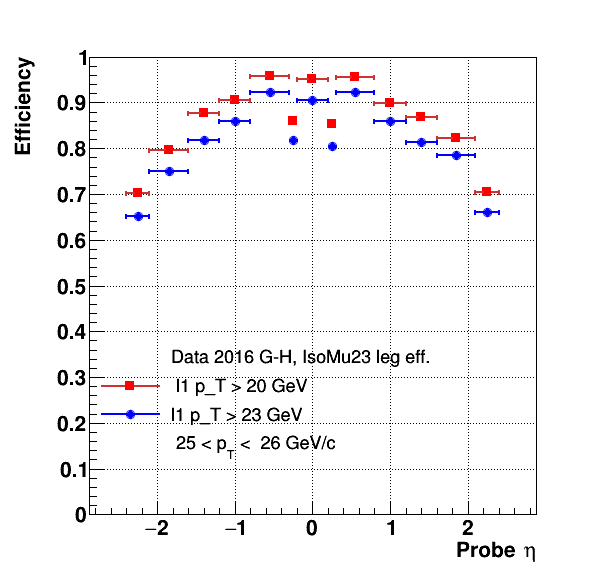 Efficiency
1
0.9
0.8
0.7
0.6
0.5
0.4
0.3
0.2
0.1
0
Data 2016 G-H, IsoMu23 leg eff.
l1 p_T > 20 GeV
l1 p_T > 23 GeV
25 < p_T < 26 GeV/c
−2 −1 0 1 2
Probe η